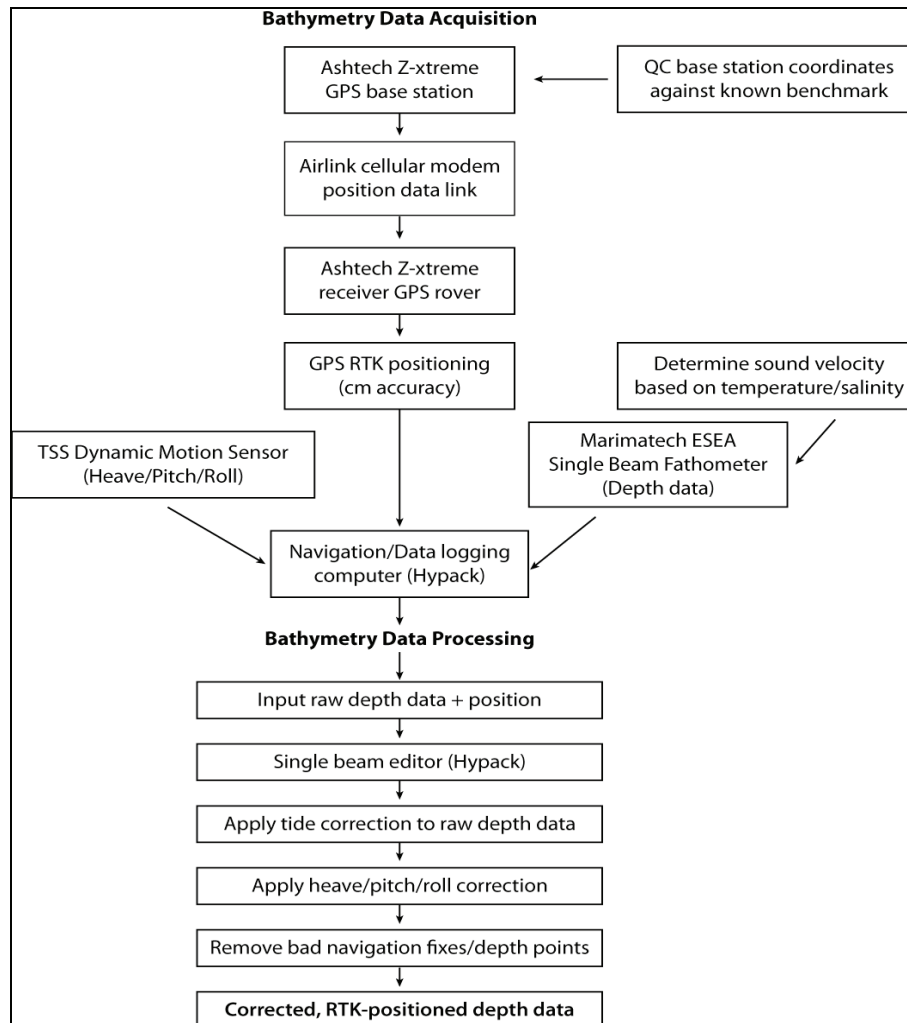 Bathymetry Data Acquisition
Ashtech Z-xtreme
GPS base station
QC base station coordinates
against known benchmark
Airlink cellular modem
position data link
Ashtech Z-xtreme
receiver GPS rover
GPS RTK positioning
(cm accuracy)
Determine sound velocity
based on temperature/salinity
TSS Dynamic Motion Sensor
(Heave/Pitch/Roll)
Marimatech ESEA
Single Beam Fathometer
(Depth data)
Navigation/Data logging
computer (Hypack)
Bathymetry Data Processing
Input raw depth data + position
Single beam editor (Hypack)
Apply tide correction to raw depth data
Apply heave/pitch/roll correction
Remove bad navigation fixes/depth points
Corrected, RTK-positioned depth data